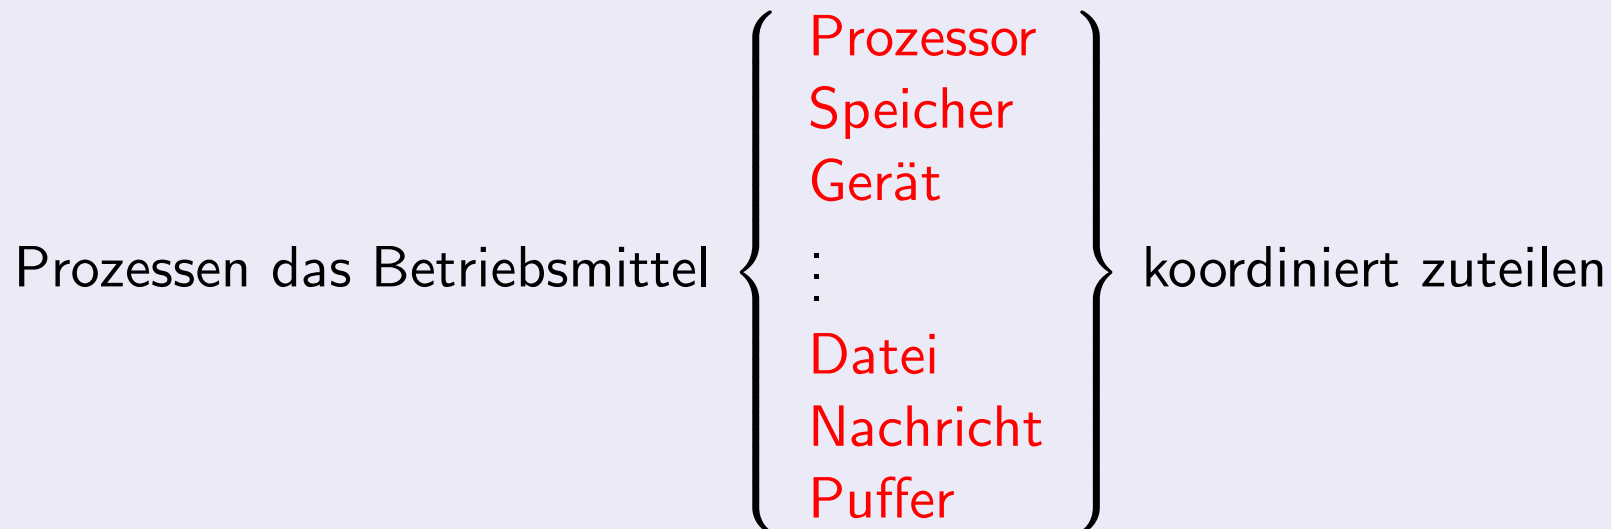 Prozessor
Speicher
Gerät
Prozessen das Betriebsmittel { ⋮ } koordiniert zuteilen
Datei
Nachricht
Puffer